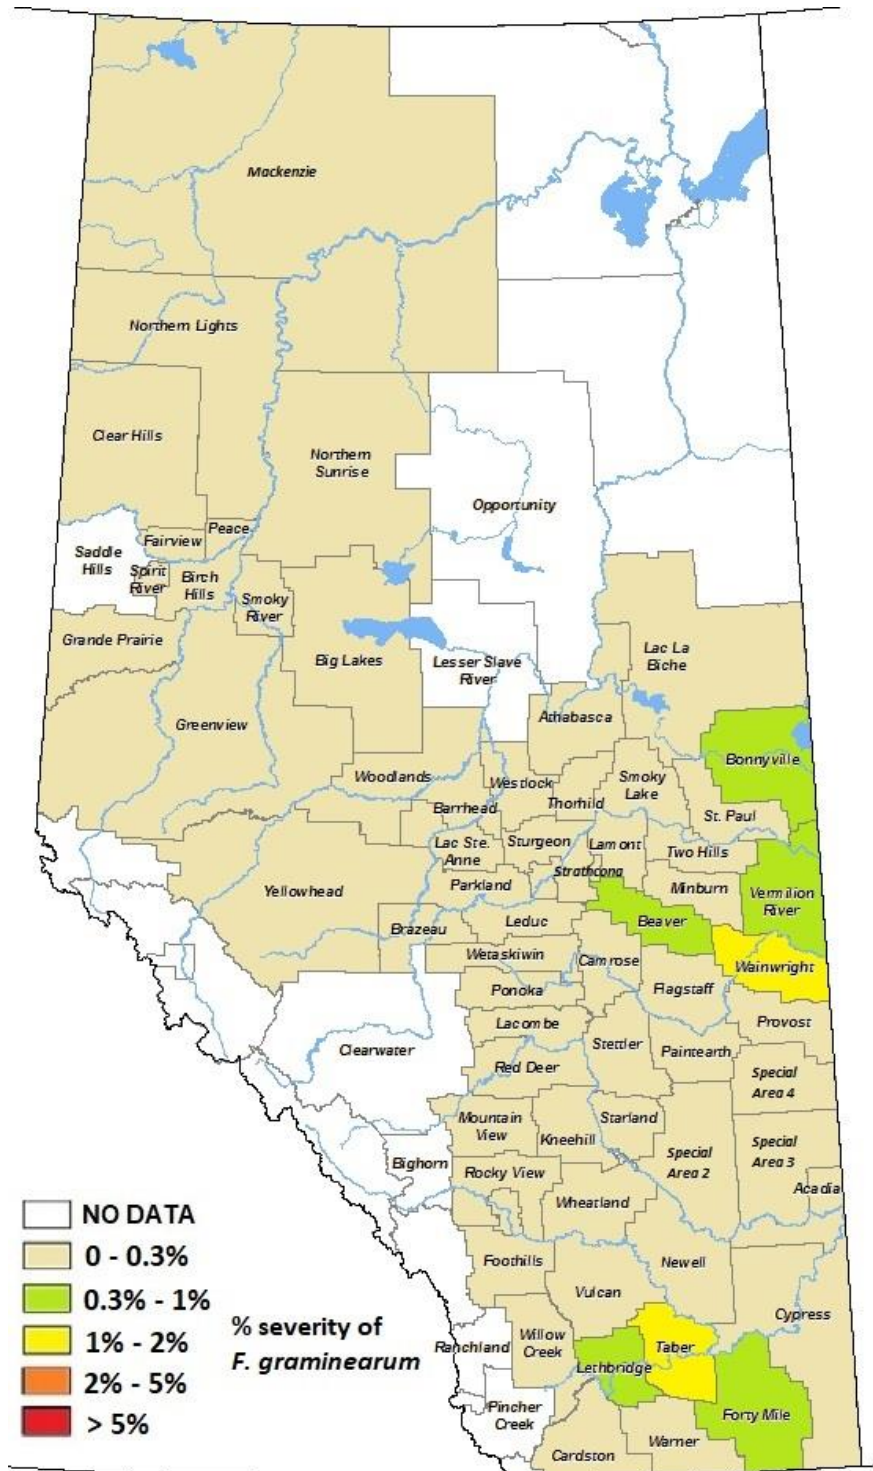 Mackenzie
Northern Lights
Clear Hills
Northern
Sunrise
Opportunity
Peace
Fairview
Saddle
Hills
Spirit
River
Birch
Hills
Smoky
River
Grande Prairie
Big Lakes
Lesser Slave
River
Lac La
Biche
Greenview
Athabasca
Bonnyville
Woodlands
Westlock
Smoky
Lake
Thorhild
Barrhead
St. Paul
Lac Ste.
Anne
Sturgeon
Lamont
Two Hills
Strathcona
Yellowhead
Parkland
Minburn
Vermilion
River
Brazeau
Leduc
Beaver
Wetaskiwin
Camrose
Wainwright
Ponoka
Flagstaff
Lacombe
Provost
Clearwater
Stettler
Paintearth
Red Deer
Special
Area 4
Mountain
View
Starland
Kneehill
Special
Area 2
Special
Area 3
Bighorn
Rocky View
Acadia
Wheatland
Foothills
Newell
Vulcan
Cypress
Ranchland
Willow
Creek
Taber
Lethbridge
Pincher
Creek
Forty Mile
Warner
Cardston
NO DATA
0 - 0.3%
0.3% - 1%
1% - 2%
2% - 5%
> 5%
% severity of
F. graminearum